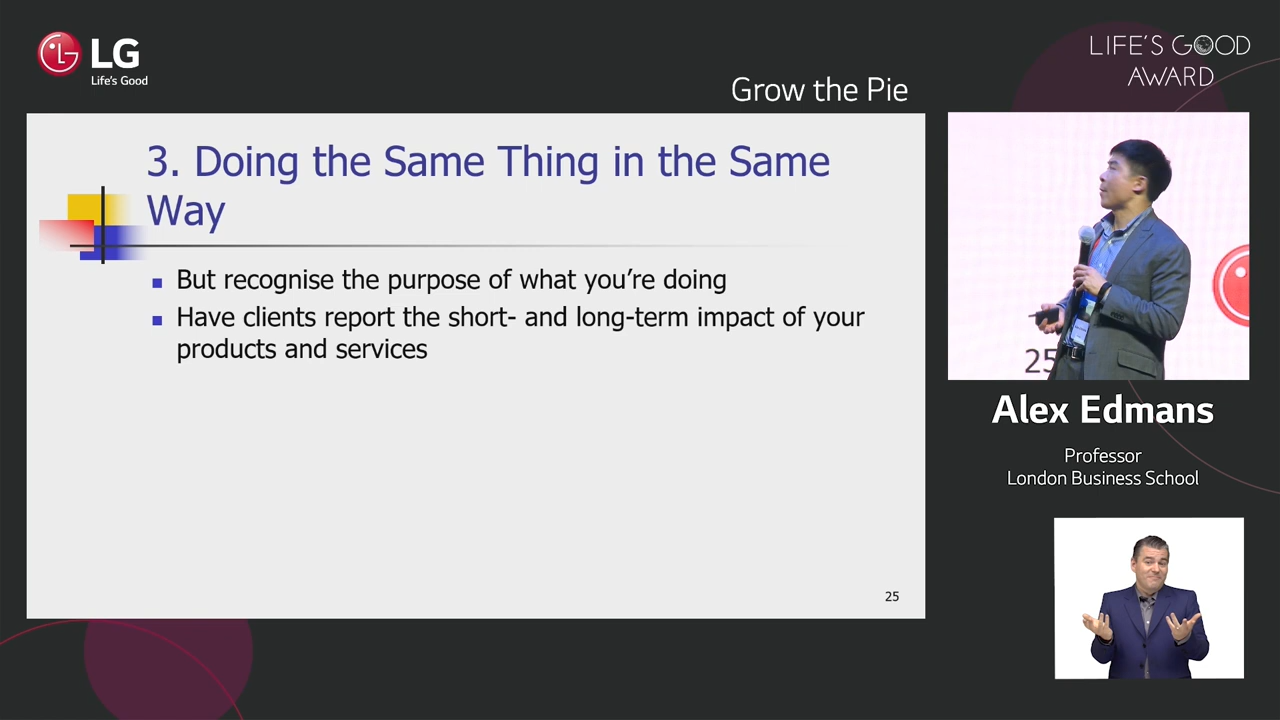 LG
Life's Good
LIFE'S GOOD
AWARD
Grow the Pie
3. Doing the Same Thing in the Same
Way
But recognise the purpose of what you're doing
Have clients report the short- and long-term impact of your
products and services
25
25
Alex Edmans
Professor
London Business School